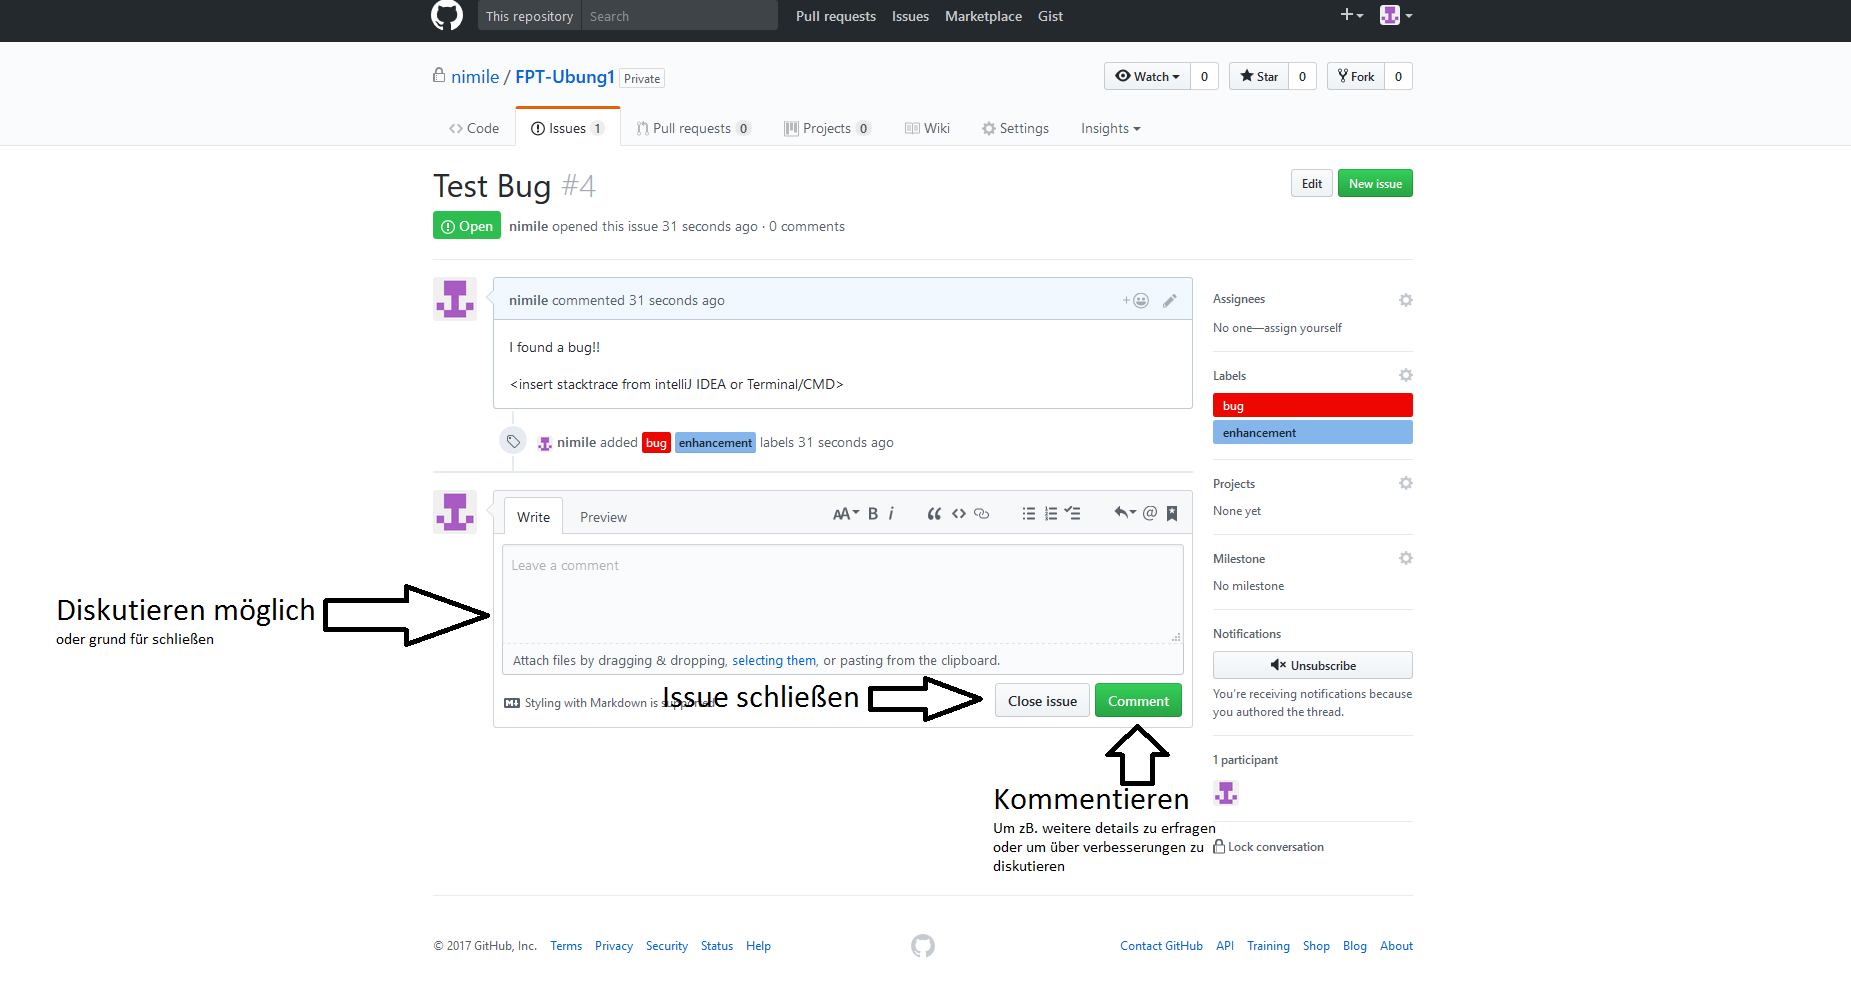 This repository Search Pull requests Issues Marketplace Gist
nimile / FPT-Ubung1 Private
Watch 0 Star 0 Fork 0
Code Issues 1 Pull requests 0 Projects 0 Wiki Settings Insights
Test Bug #4
Edit New issue
Open nimile opened this issue 31 seconds ago · 0 comments
nimile commented 31 seconds ago
I found a bug!!
<insert stacktrace from intelliJ IDEA or Terminal/CMD>
nimile added bug enhancement labels 31 seconds ago
Write Preview AA B i
Leave a comment
Attach files by dragging & dropping, selecting them, or pasting from the clipboard.
Styling with Markdown is supported
Close issue Comment
Diskutieren möglich
oder grund für schließen
Issue schließen
Kommentieren
Um zB. weitere details zu erfragen
oder um über verbesserungen zu
diskutieren
Assignees
No one—assign yourself
Labels
bug
enhancement
Projects
None yet
Milestone
No milestone
Notifications
Unsubscribe
You're receiving notifications because
you authored the thread.
1 participant
Lock conversation
© 2017 GitHub, Inc. Terms Privacy Security Status Help
Contact GitHub API Training Shop Blog About